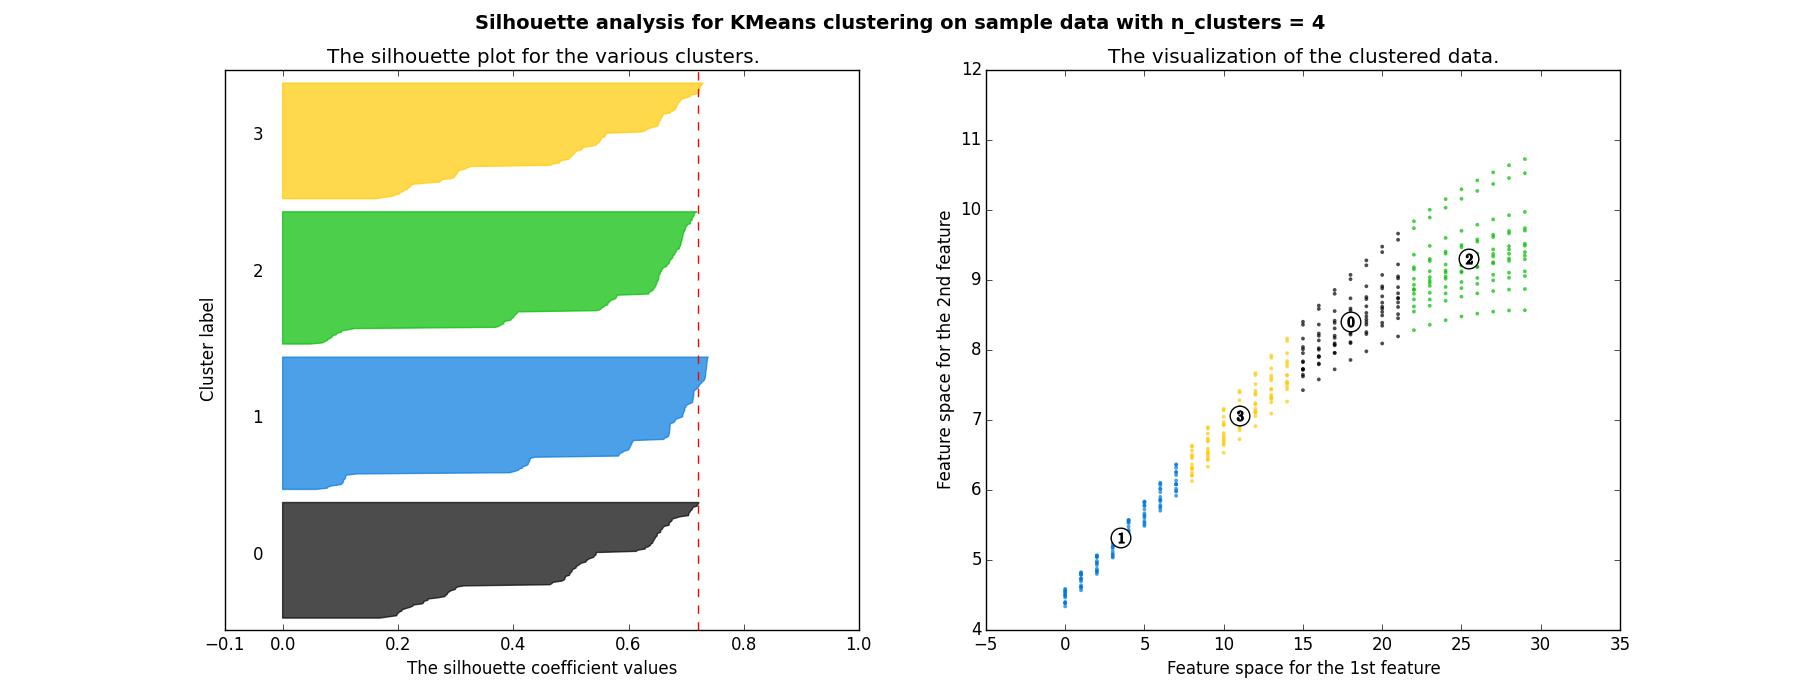 Silhouette analysis for KMeans clustering on sample data with n_clusters = 4
The silhouette plot for the various clusters.
3
2
1
0
Cluster label
−0.1 0.0 0.2 0.4 0.6 0.8 1.0
The silhouette coefficient values
The visualization of the clustered data.
12
11
10
9
8
7
6
5
4
Feature space for the 2nd feature
2
0
3
1
−5 0 5 10 15 20 25 30 35
Feature space for the 1st feature